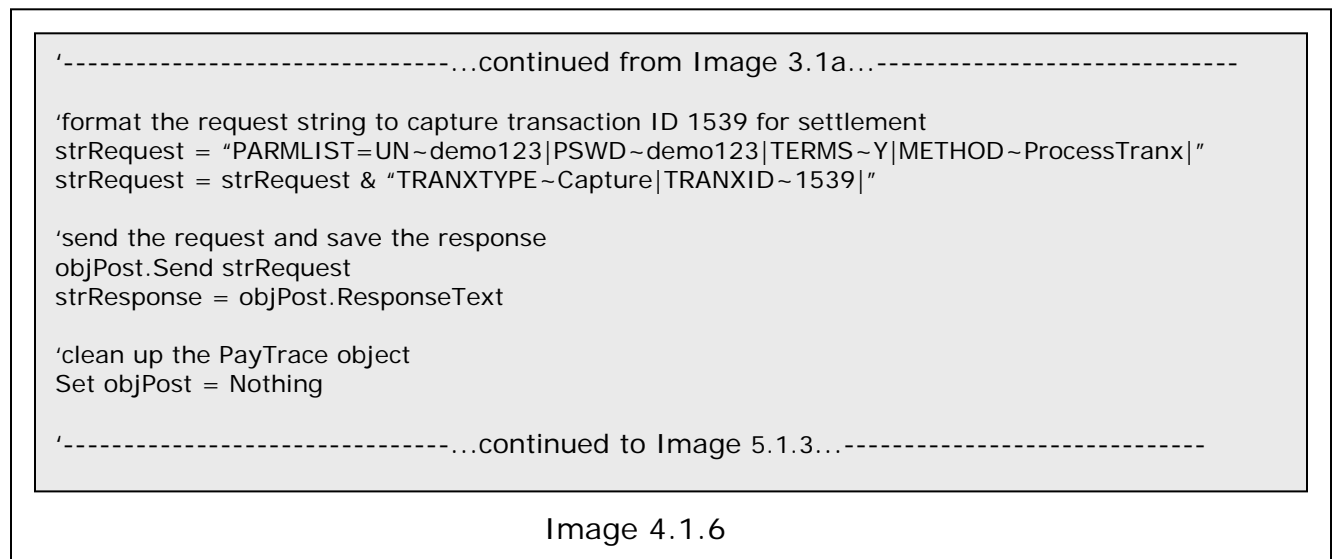 ‘--------------------------------…continued from Image 3.1a…------------------------------
‘format the request string to capture transaction ID 1539 for settlement
strRequest = “PARMLIST=UN~demo123|PSWD~demo123|TERMS~Y|METHOD~ProcessTranx|”
strRequest = strRequest & “TRANXTYPE~Capture|TRANXID~1539|”
‘send the request and save the response
objPost.Send strRequest
strResponse = objPost.ResponseText
‘clean up the PayTrace object
Set objPost = Nothing
‘--------------------------------…continued to Image 5.1.3…------------------------------
Image 4.1.6